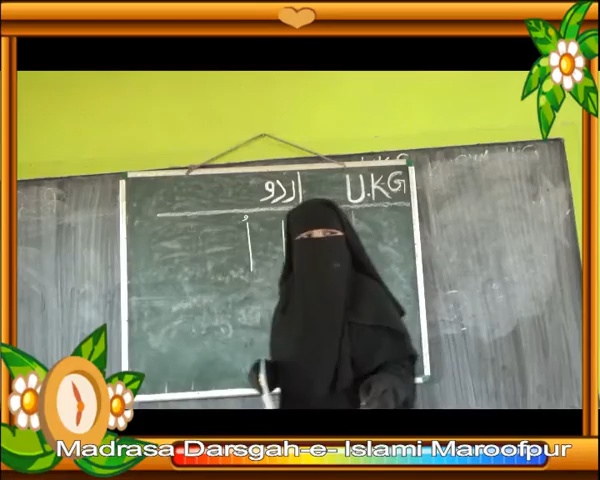 اردو U.KG
اُ ا
Madrasa Darsgah-e- Islami Maroofpur